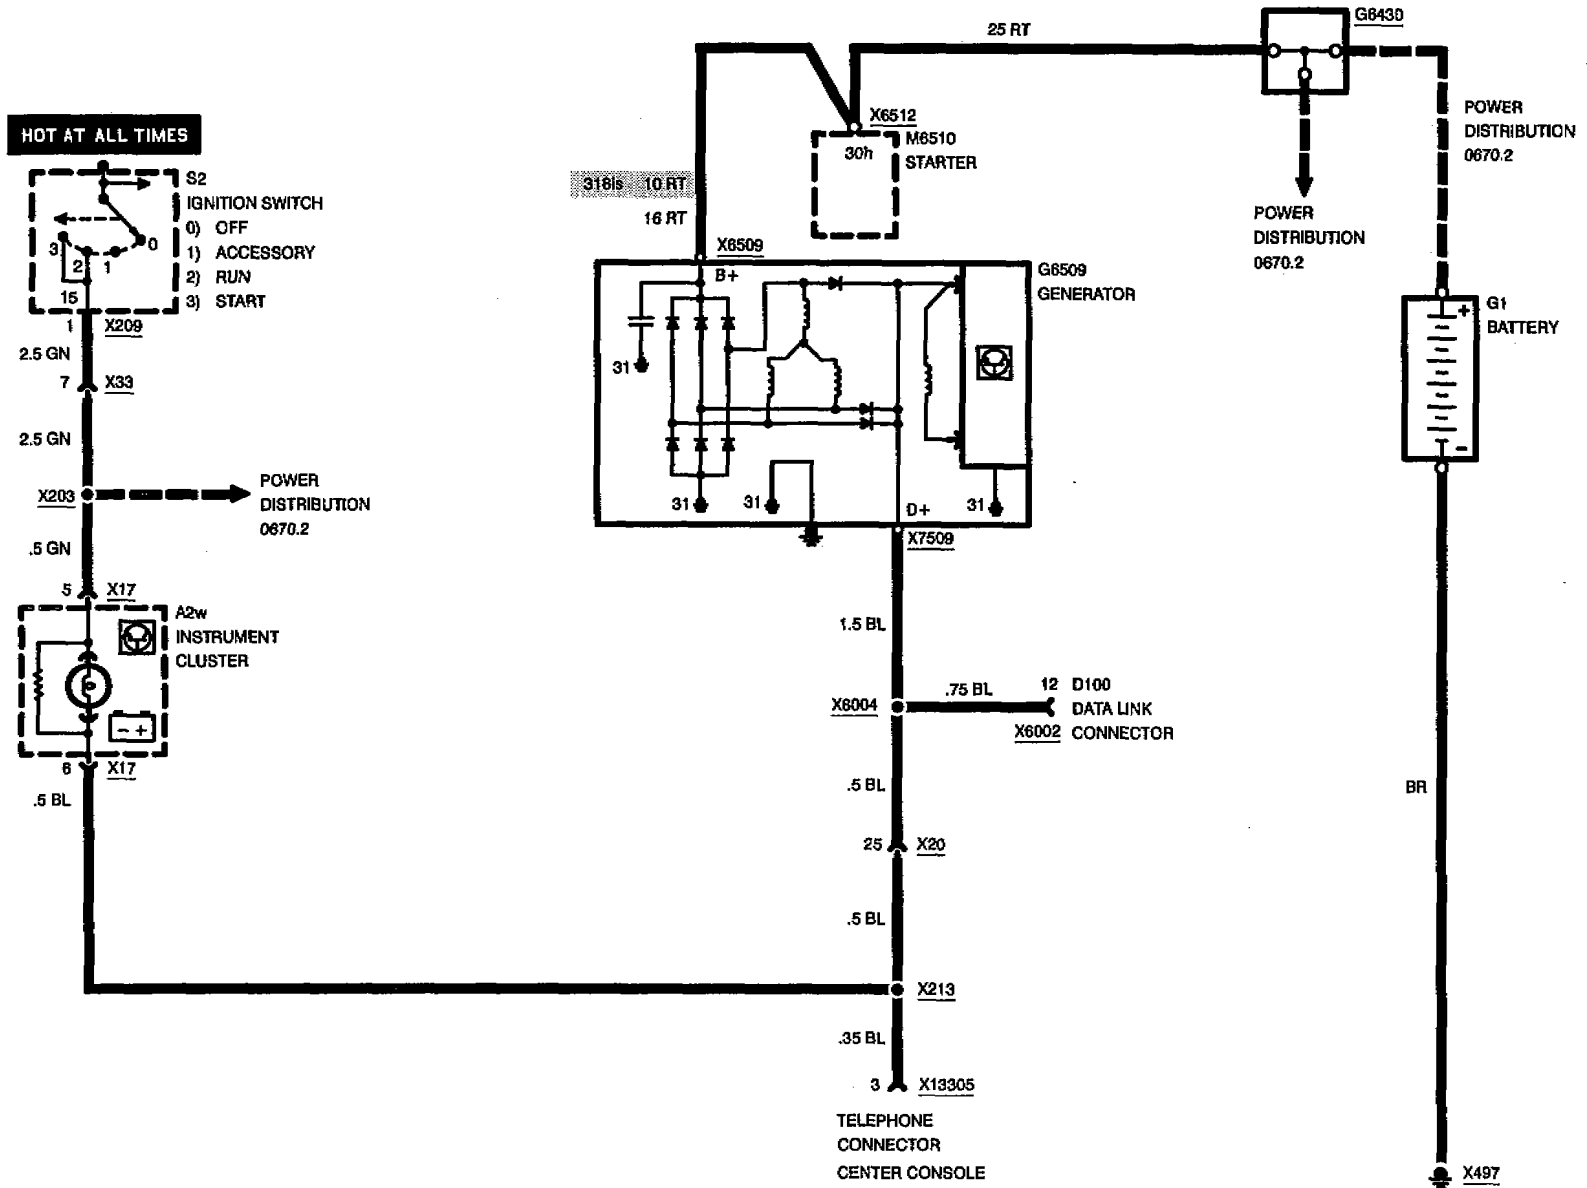 25 RT
G6430
POWER
DISTRIBUTION
0670.2
HOT AT ALL TIMES
X6512
M6510
STARTER
30h
S2
IGNITION SWITCH
0) OFF
1) ACCESSORY
2) RUN
3) START
3
2
1
0
15
318is 10 RT
16 RT
POWER
DISTRIBUTION
0670.2
X6509
B+
G6509
GENERATOR
G1
BATTERY
+
-
1 X209
2.5 GN
7 X33
31
2.5 GN
X203
POWER
DISTRIBUTION
0670.2
31
31
31
D+
X7509
.5 GN
5 X17
A2w
INSTRUMENT
CLUSTER
- +
6 X17
.5 BL
1.5 BL
X6004
.75 BL
12 D100
DATA LINK
X6002 CONNECTOR
.5 BL
BR
25 X20
.5 BL
X213
.35 BL
3 X13305
TELEPHONE
CONNECTOR
CENTER CONSOLE
X497